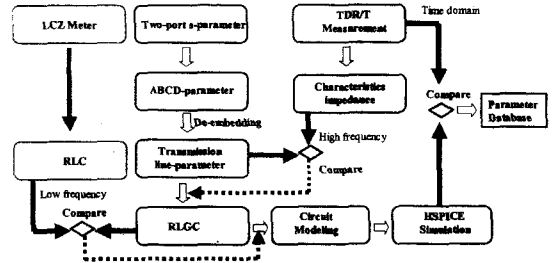 LCZ Meter
Two-port s-parameter
TDR/T
Measurement
Time domain
ABCD-parameter
Characteristics
impedance
Compare
Parameter
Database
De-embedding
High frequency
RLC
Transmission
line-parameter
Compare
Low frequency
Compare
RLGC
Circuit
Modeling
HSPICE
Simulation